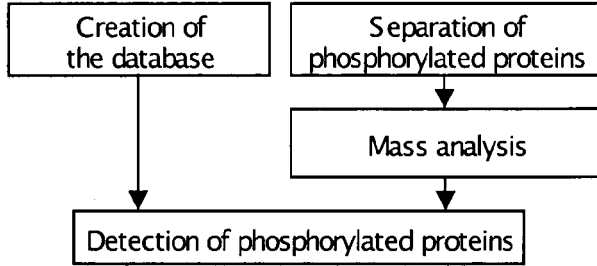 Creation of
the database
Separation of
phosphorylated proteins
Mass analysis
Detection of phosphorylated proteins